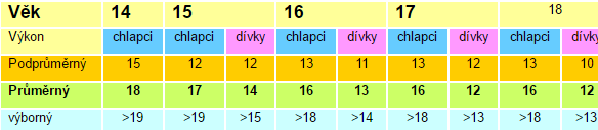 Věk 14 15 16 17 18
Výkon chlapci chlapci dívky chlapci dívky chlapci dívky chlapci dívky
Podprůměrný 15 12 12 13 11 13 12 13 10
Průměrný 18 17 14 16 13 16 12 16 12
výborný >19 >19 >15 >18 >14 >18 >13 >18 >13